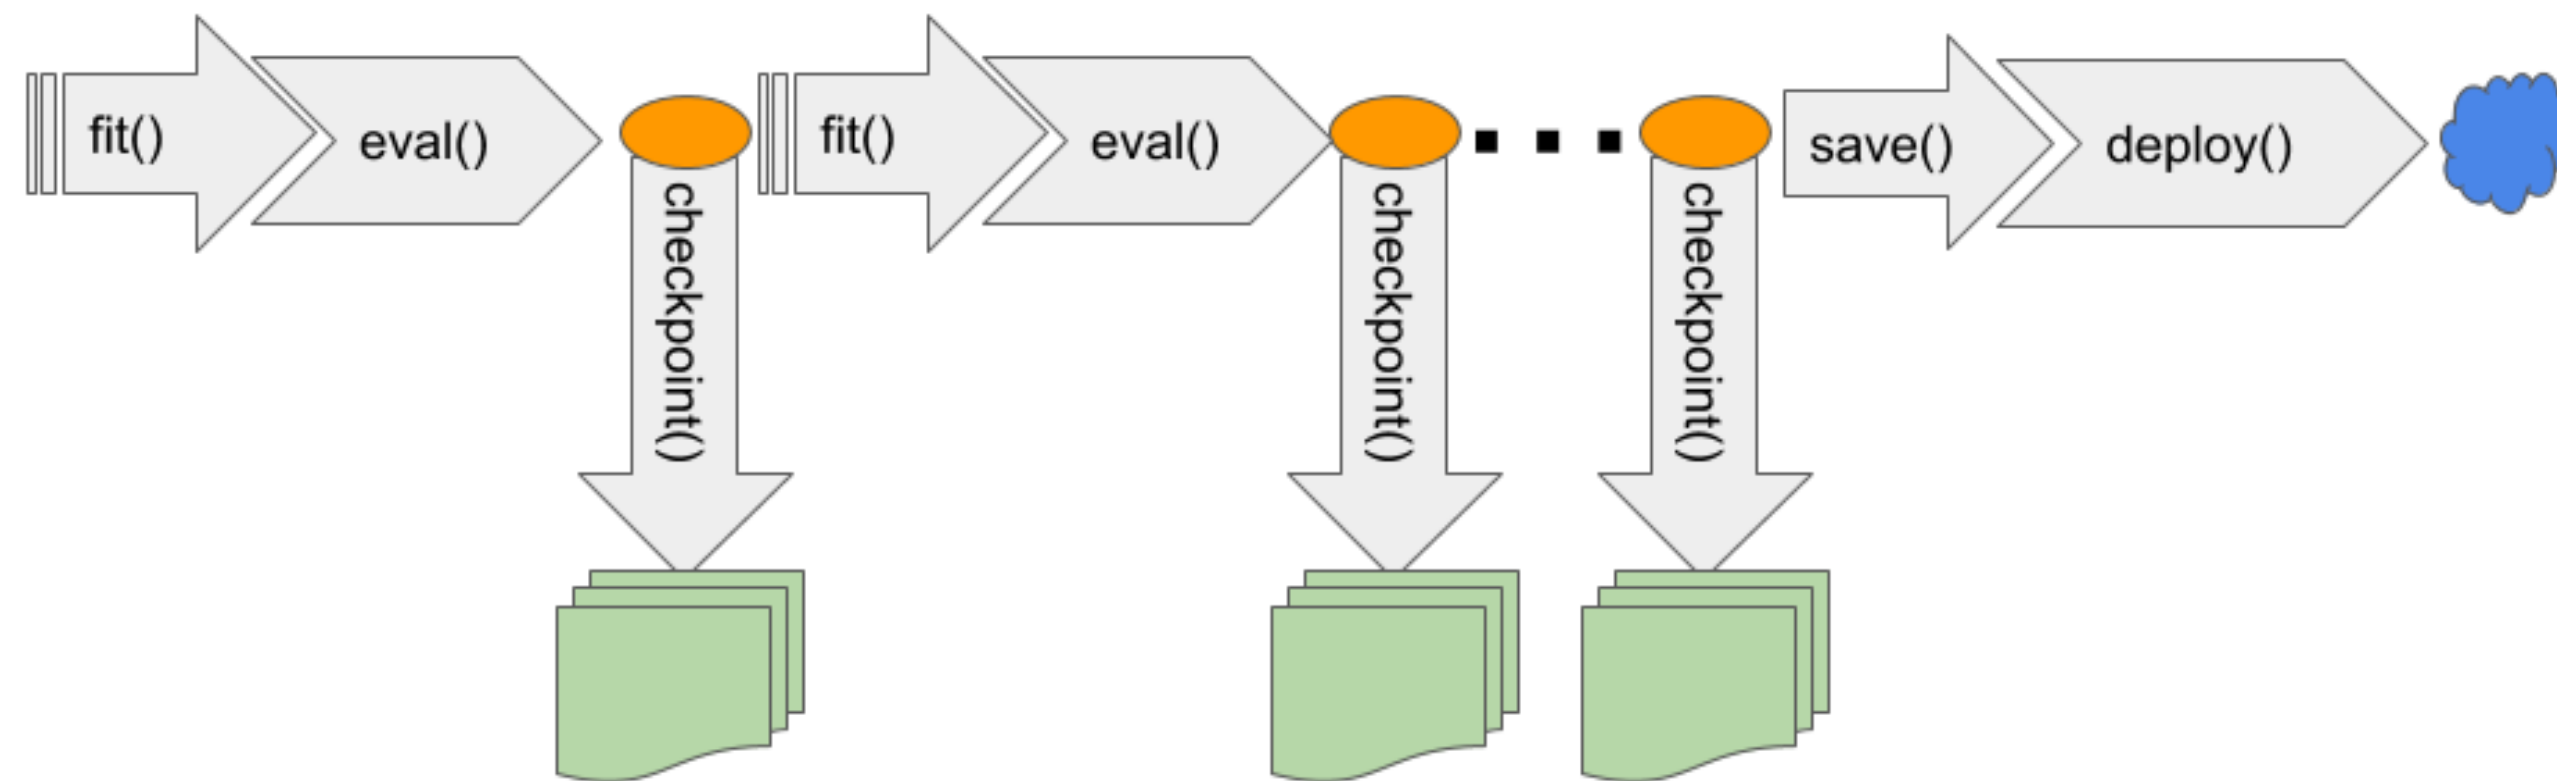 fit()
eval()
checkpoint()
fit()
eval()
checkpoint()
checkpoint()
save()
deploy()